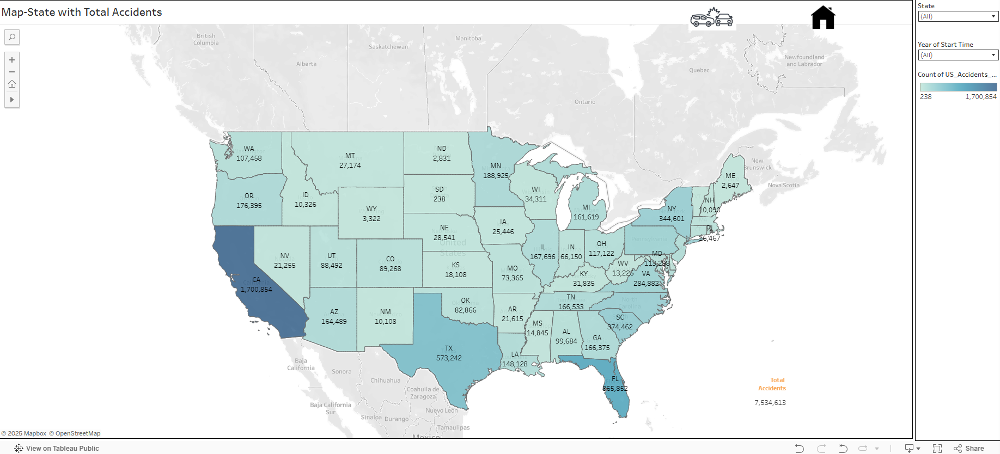 Map-State with Total Accidents
State
(All)
Year of Start Time
(All)
Count of US_Accidents_...
238
1,700,854
British
Columbia
Alberta
Saskatchewan
Manitoba
Ontario
Quebec
Newfoundland
and Labrador
New
Brunswick
Nova Scotia
WA
107,458
MT
27,174
ND
2,831
MN
188,925
OR
176,395
ID
10,326
WY
3,322
SD
238
WI
34,311
MI
161,619
NY
344,601
ME
2,647
NH
10,090
RI
16,467
NE
28,541
IA
25,446
United
States
NV
21,255
UT
88,492
CO
89,268
KS
18,108
MO
73,365
IL
167,696
IN
66,150
OH
117,122
Pennsylvania
MD
113,298
WV
13,225
VA
284,882
KY
31,835
CA
1,700,854
AZ
164,489
NM
10,108
OK
82,866
AR
21,615
TN
166,533
North
Carolina
SC
374,462
MS
14,845
AL
99,684
GA
166,375
TX
573,242
LA
148,128
FL
865,852
Baja
California
Sonora
Chihuahua
Coahuila de
Zaragoza
Baja California
Sur
Sinaloa
Durango
Nuevo León
Tamaulipas
Mexico
Total
Accidents
7,534,613
© 2025 Mapbox © OpenStreetMap
View on Tableau Public
Share